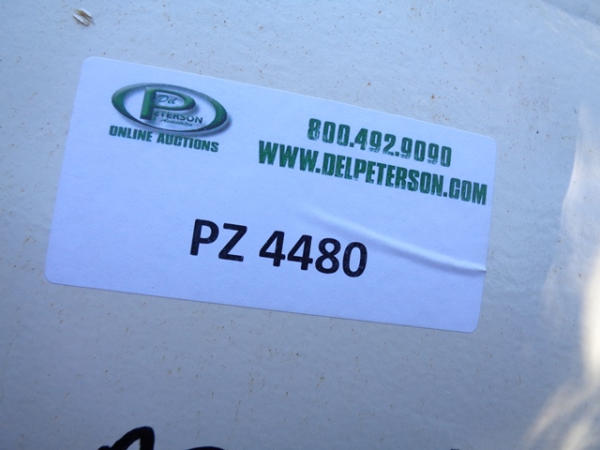 Del
PETERSON
ONLINE AUCTIONS
800.492.9090
WWW.DELPETERSON.COM
PZ 4480